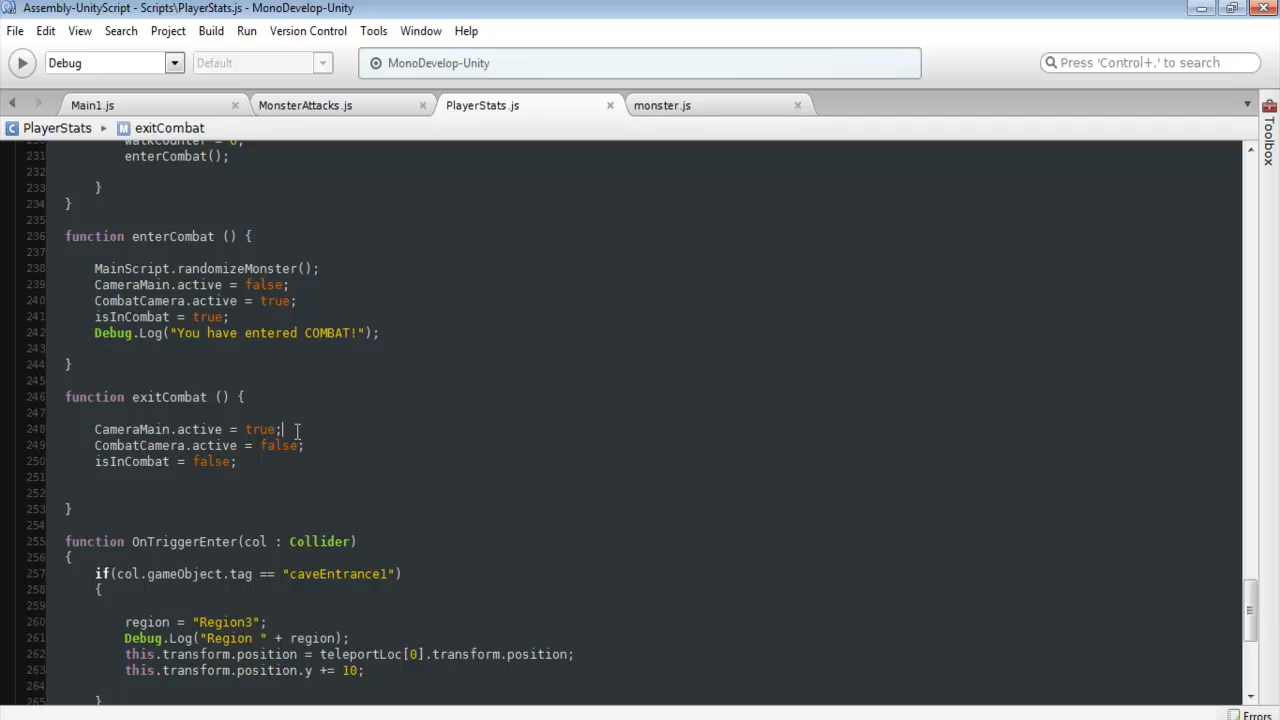 Assembly-UnityScript - Scripts\PlayerStats.js - MonoDevelop-Unity
File Edit View Search Project Build Run Version Control Tools Window Help
Debug Default MonoDevelop-Unity Press 'Control+,' to search
Main1.js MonsterAttacks.js PlayerStats.js monster.js
PlayerStats exitCombat
Toolbox
230 walkCounter = 0;
231 enterCombat();
232
233 }
234 }
235
236 function enterCombat () {
237
238 MainScript.randomizeMonster();
239 CameraMain.active = false;
240 CombatCamera.active = true;
241 isInCombat = true;
242 Debug.Log("You have entered COMBAT!");
243
244 }
245
246 function exitCombat () {
247
248 CameraMain.active = true;
249 CombatCamera.active = false;
250 isInCombat = false;
251
252
253 }
254
255 function OnTriggerEnter(col : Collider)
256 {
257 if(col.gameObject.tag == "caveEntrance1")
258 {
259
260 region = "Region3";
261 Debug.Log("Region " + region);
262 this.transform.position = teleportLoc[0].transform.position;
263 this.transform.position.y += 10;
264
265 }
Errors